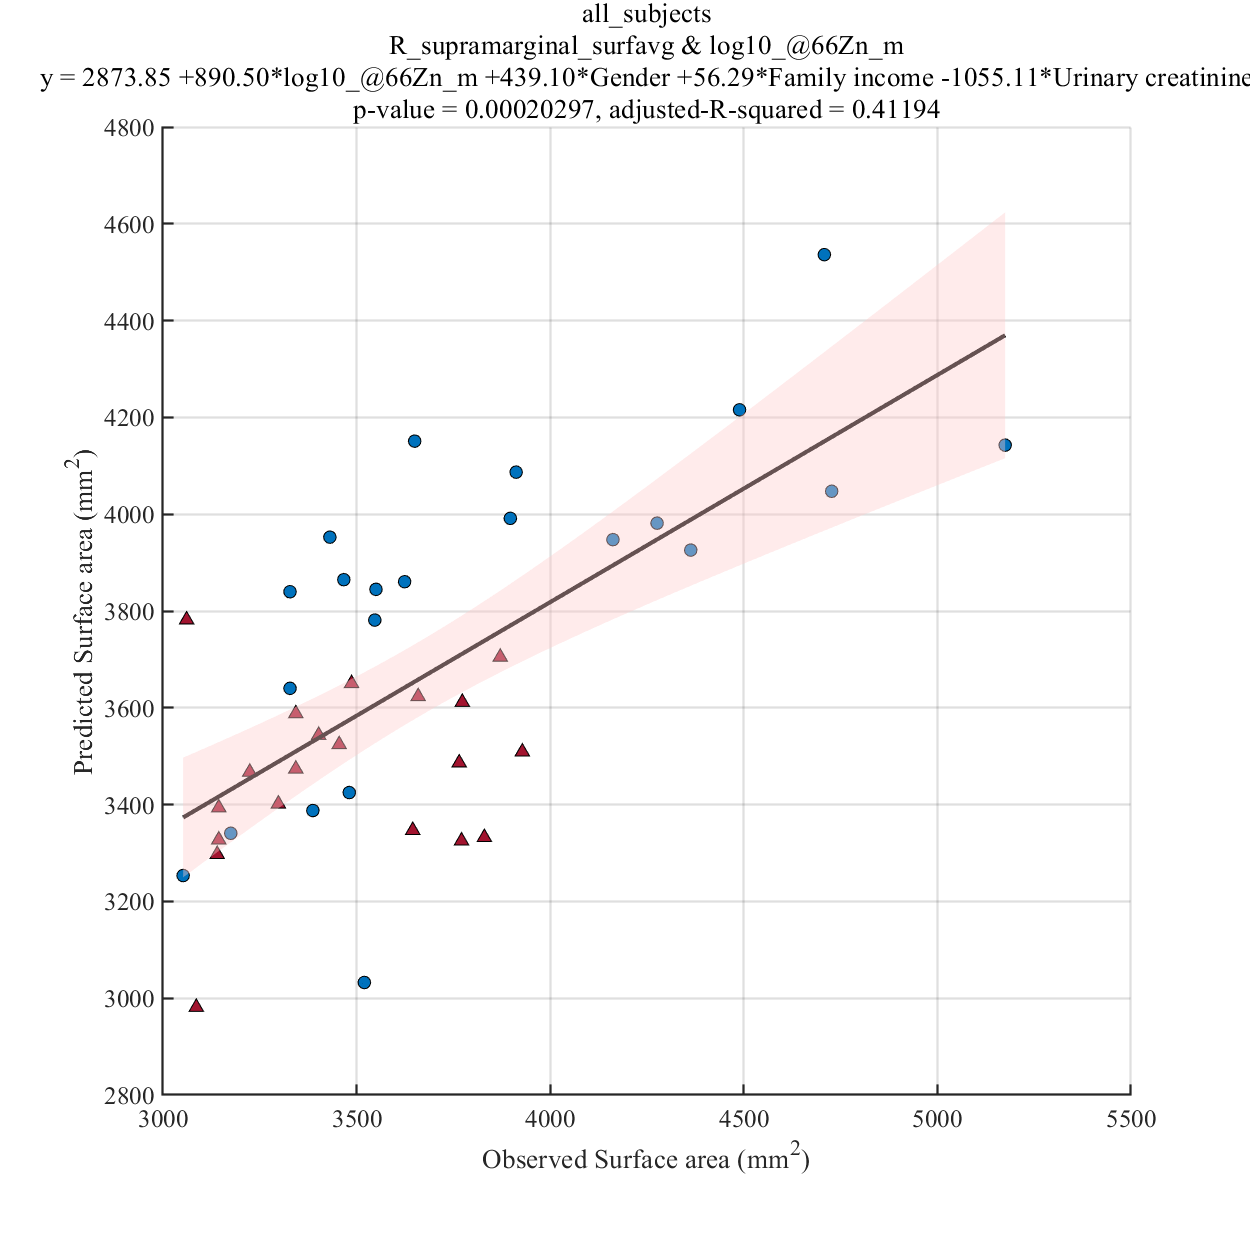 all_subjects
R_supramarginal_surfavg & log10_@66Zn_m
y = 2873.85 +890.50*log10_@66Zn_m +439.10*Gender +56.29*Family income -1055.11*Urinary creatinine
p-value = 0.00020297, adjusted-R-squared = 0.41194
4800
4600
4400
4200
4000
3800
3600
3400
3200
3000
2800
Predicted Surface area (mm²)
3000 3500 4000 4500 5000 5500
Observed Surface area (mm²)